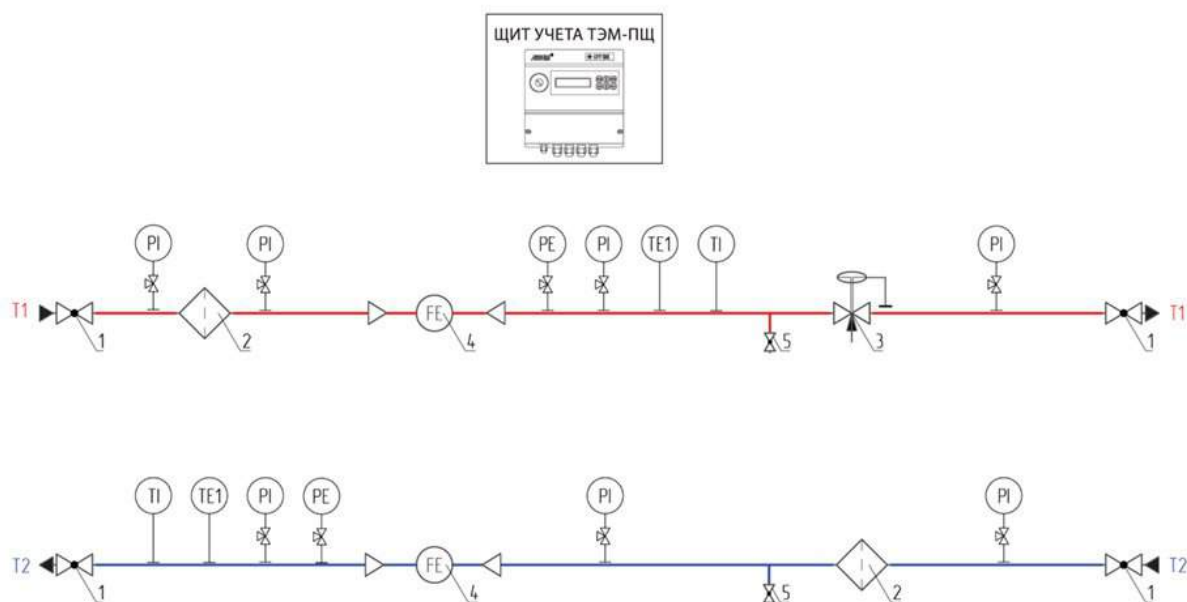 ЩИТ УЧЕТА ТЭМ-ПЩ
PI PI PE PI TE1 TI PI
T1 FE T1
1 2 4 5 3 1
TI TE1 PI PE PI PI
T2 FE T2
1 4 5 2 1